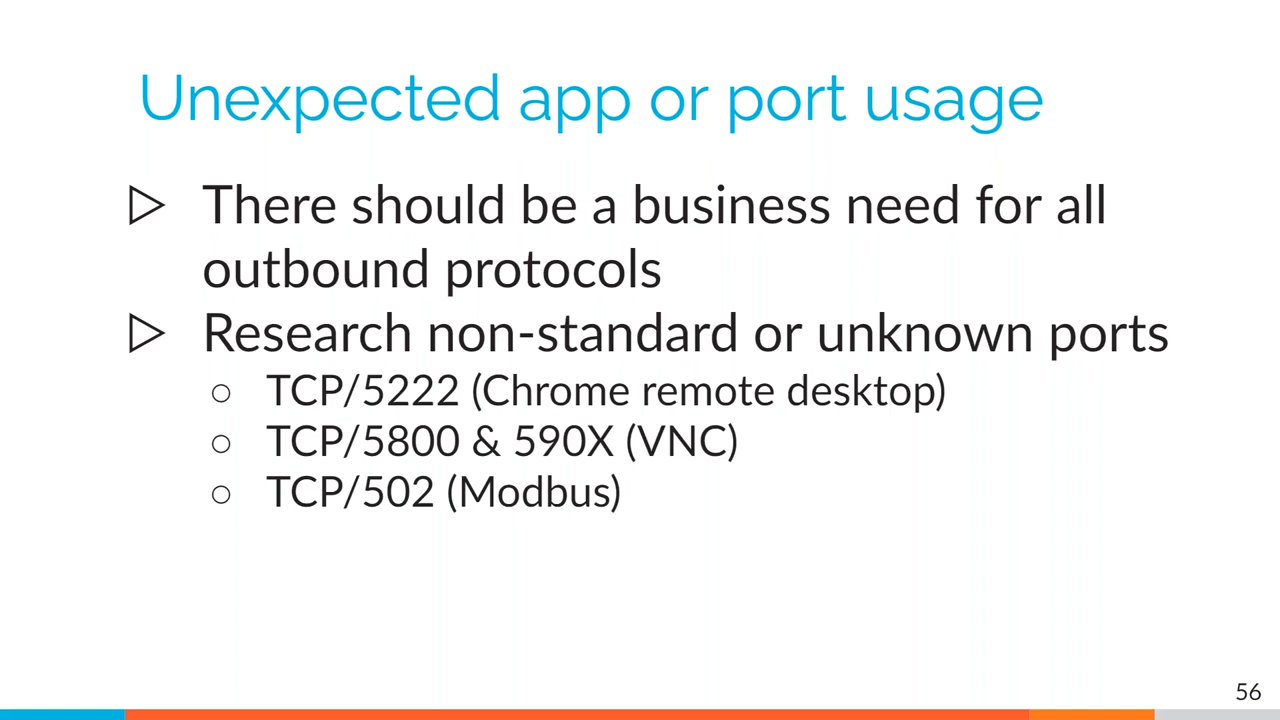 Unexpected app or port usage
▷ There should be a business need for all
outbound protocols
▷ Research non-standard or unknown ports
○ TCP/5222 (Chrome remote desktop)
○ TCP/5800 & 590X (VNC)
○ TCP/502 (Modbus)
56